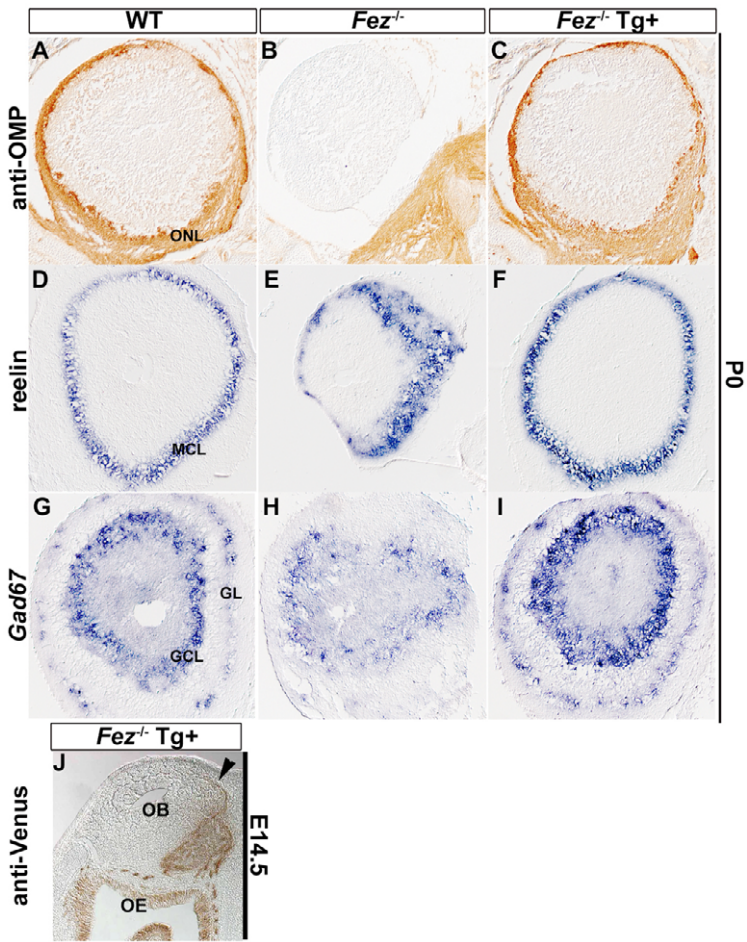 WT
Fez-/-
Fez-/- Tg+
A
B
C
anti-OMP
ONL
D
E
F
reelin
MCL
P0
G
H
I
Gad67
GL
GCL
Fez-/- Tg+
J
anti-Venus
OB
OE
E14.5